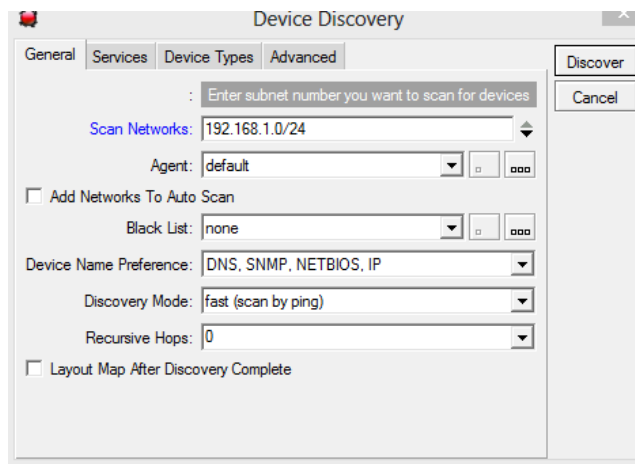 Device Discovery
General Services Device Types Advanced
Discover
Cancel
: Enter subnet number you want to scan for devices
Scan Networks: 192.168.1.0/24
Agent: default
Add Networks To Auto Scan
Black List: none
Device Name Preference: DNS, SNMP, NETBIOS, IP
Discovery Mode: fast (scan by ping)
Recursive Hops: 0
Layout Map After Discovery Complete